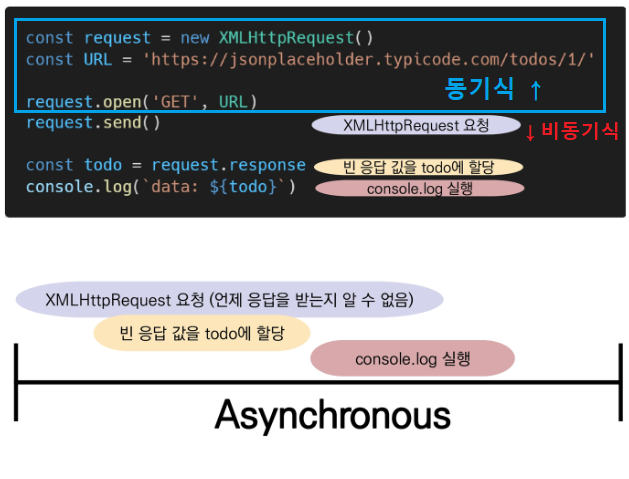 const request = new XMLHttpRequest()
const URL = 'https://jsonplaceholder.typicode.com/todos/1/'
request.open('GET', URL)
동기식 ↑
request.send()
XMLHttpRequest 요청
↓ 비동기식
const todo = request.response
빈 응답 값을 todo에 할당
console.log(`data: ${todo}`)
console.log 실행
XMLHttpRequest 요청 (언제 응답을 받는지 알 수 없음)
빈 응답 값을 todo에 할당
console.log 실행
Asynchronous